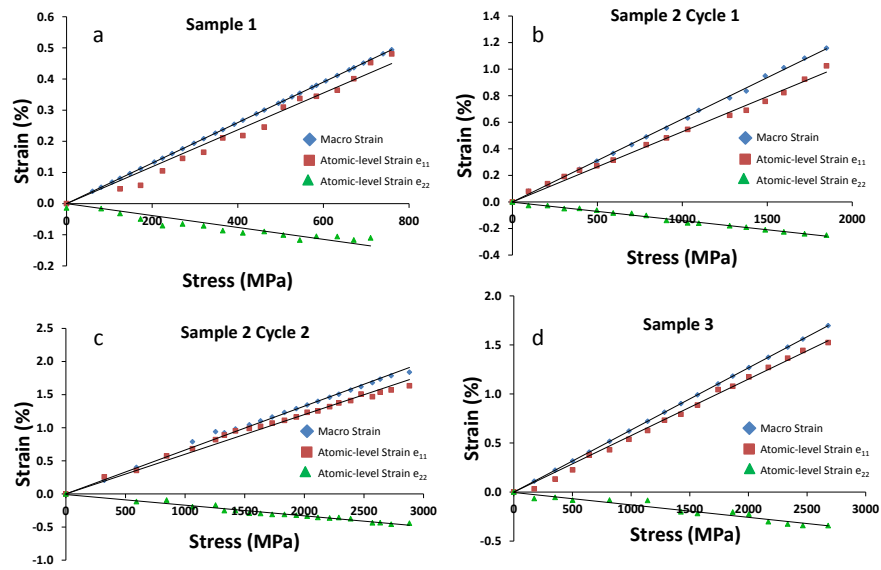 a
Sample 1
0.6
0.5
0.4
0.3
0.2
0.1
0.0
-0.1
-0.2
0
200
400
600
800
Strain (%)
Stress (MPa)
Macro Strain
Atomic-level Strain e11
Atomic-level Strain e22
b
Sample 2 Cycle 1
1.4
1.2
1.0
0.8
0.6
0.4
0.2
0.0
-0.2
-0.4
-0.6
0
500
1000
1500
2000
Strain (%)
Stress (MPa)
Macro Strain
Atomic-level Strain e11
Atomic-level Strain e22
c
Sample 2 Cycle 2
2.5
2.0
1.5
1.0
0.5
0.0
-0.5
-1.0
0
500
1000
1500
2000
2500
3000
Strain (%)
Stress (MPa)
Macro Strain
Atomic-level Strain e11
Atomic-level Strain e22
d
Sample 3
2.0
1.5
1.0
0.5
0.0
-0.5
0
500
1000
1500
2000
2500
3000
Strain (%)
Stress (MPa)
Macro Strain
Atomic-level Strain e11
Atomic-level Strain e22